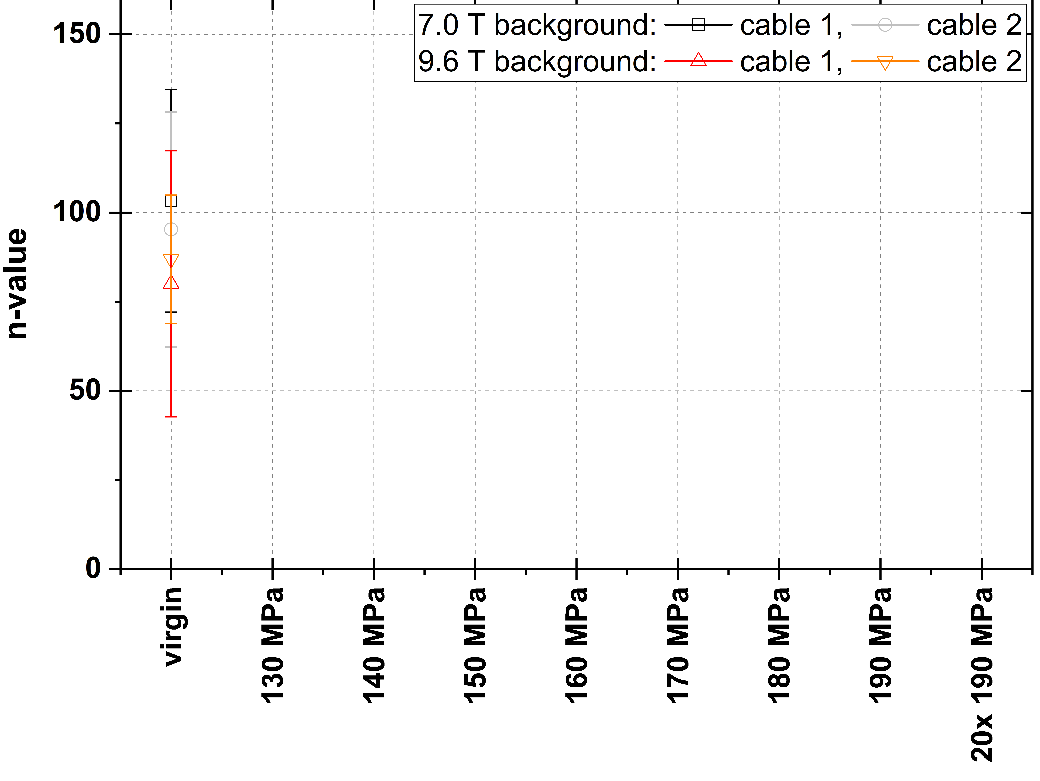 7.0 T background: cable 1, cable 2
9.6 T background: cable 1, cable 2
150
100
50
0
n-value
virgin
130 MPa
140 MPa
150 MPa
160 MPa
170 MPa
180 MPa
190 MPa
20x 190 MPa